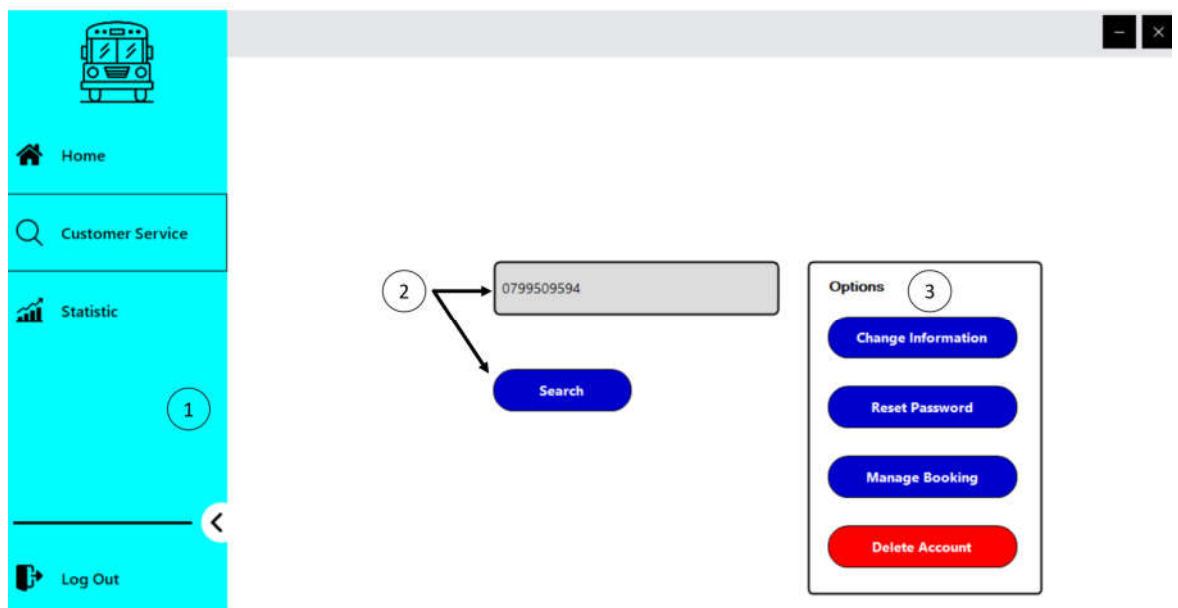 Home
Customer Service
Statistic
1
Log Out
2
0799509594
Search
Options
3
Change Information
Reset Password
Manage Booking
Delete Account